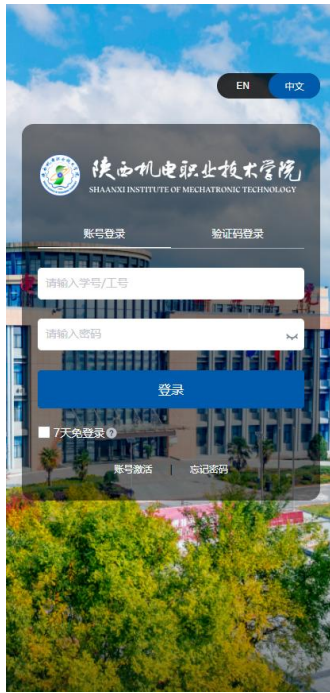 EN 中文
陕西机电职业技术学院
SHAANXI INSTITUTE OF MECHATRONIC TECHNOLOGY
账号登录 验证码登录
请输入学号/工号
请输入密码
登录
7天免登录
账号激活 | 忘记密码